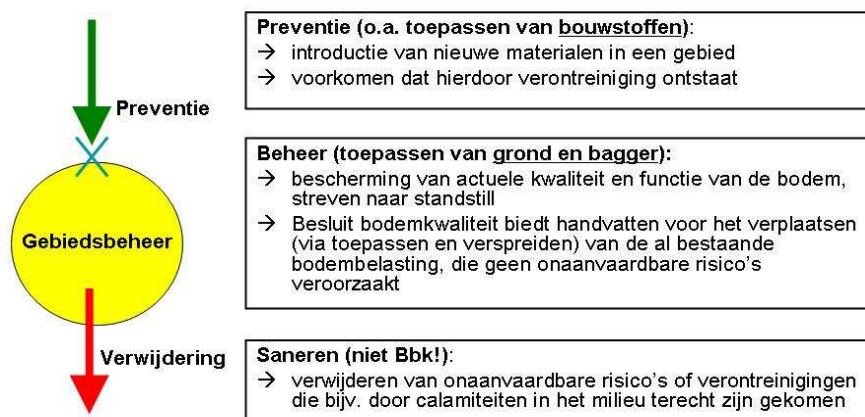 Preventie (o.a. toepassen van bouwstoffen):
→ introductie van nieuwe materialen in een gebied
→ voorkomen dat hierdoor verontreiniging ontstaat
Preventie
Beheer (toepassen van grond en bagger):
→ bescherming van actuele kwaliteit en functie van de bodem,
streven naar standstill
→ Besluit bodemkwaliteit biedt handvatten voor het verplaatsen
(via toepassen en verspreiden) van de al bestaande
bodembelasting, die geen onaanvaardbare risico's
veroorzaakt
Gebiedsbeheer
Verwijdering
Saneren (niet Bbk!):
→ verwijderen van onaanvaardbare risico's of verontreinigingen
die bijv. door calamiteiten in het milieu terecht zijn gekomen